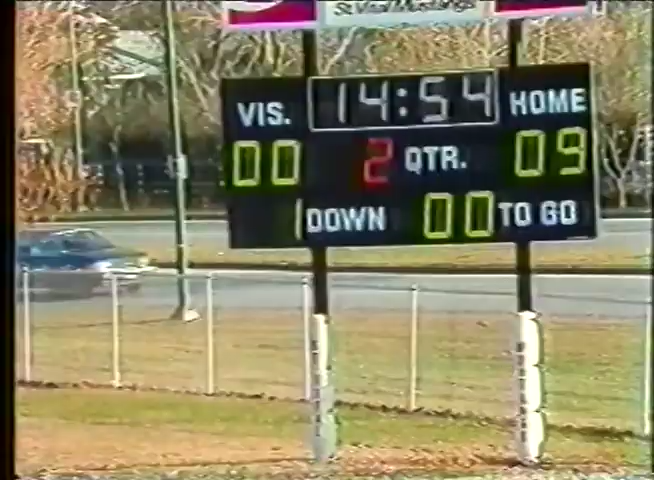 St. Vital Mustangs
VIS. 14:54 HOME
00 2 QTR. 09
1 DOWN 00 TO GO